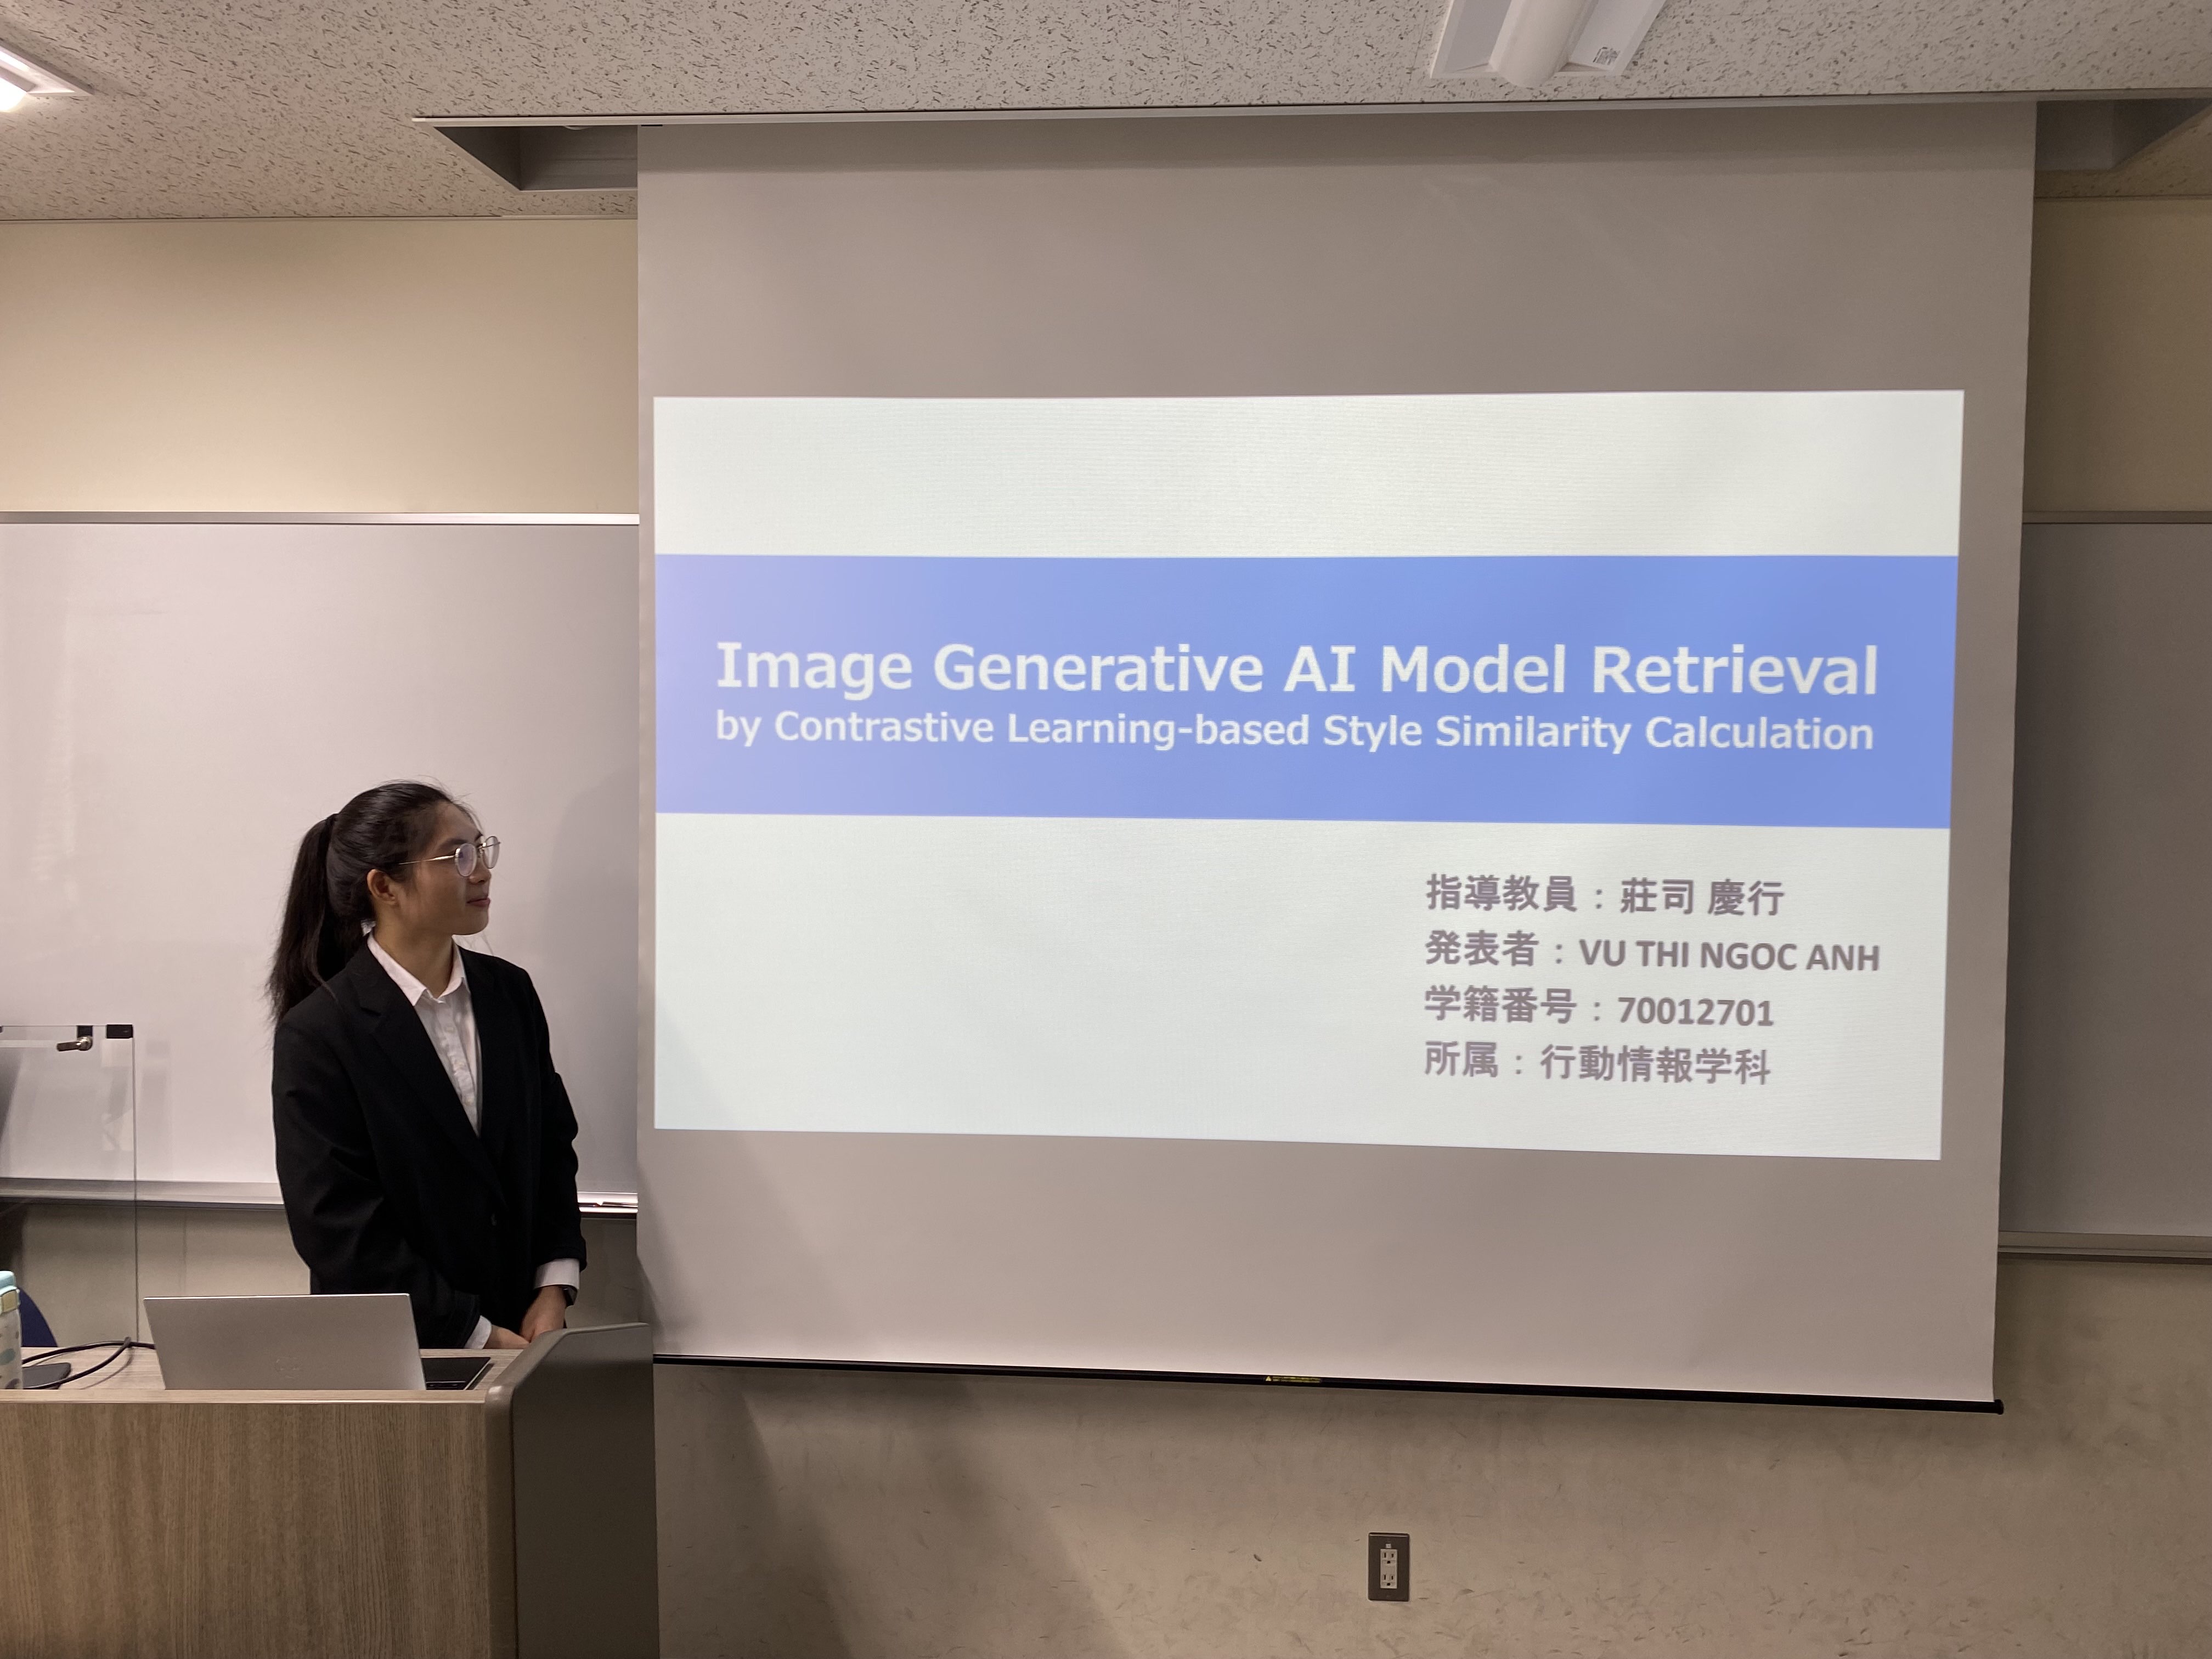 Image Generative AI Model Retrieval
by Contrastive Learning-based Style Similarity Calculation
指導教員：莊司 慶行
発表者：VU THI NGOC ANH
学籍番号：70012701
所属：行動情報学科